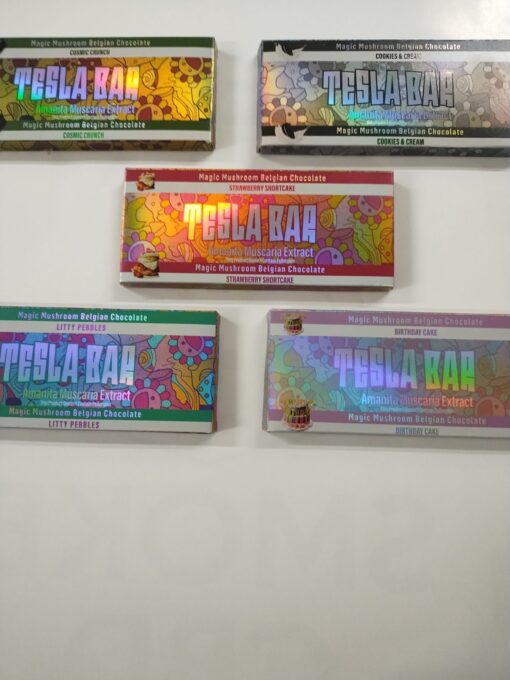 Magic Mushroom Belgian Chocolate
COSMIC CRUNCH
TESLA BAR
Amanita Muscaria Extract
Magic Mushroom Belgian Chocolate
COSMIC CRUNCH
Magic Mushroom Belgian Chocolate
COOKIES & CREAM
TESLA BAR
Amanita Muscaria Extract
Magic Mushroom Belgian Chocolate
COOKIES & CREAM
Magic Mushroom Belgian Chocolate
STRAWBERRY SHORTCAKE
TESLA BAR
Amanita Muscaria Extract
Magic Mushroom Belgian Chocolate
STRAWBERRY SHORTCAKE
Magic Mushroom Belgian Chocolate
LITTY PEBBLES
TESLA BAR
Amanita Muscaria Extract
Magic Mushroom Belgian Chocolate
LITTY PEBBLES
Magic Mushroom Belgian Chocolate
BIRTHDAY CAKE
TESLA BAR
Amanita Muscaria Extract
Magic Mushroom Belgian Chocolate
BIRTHDAY CAKE